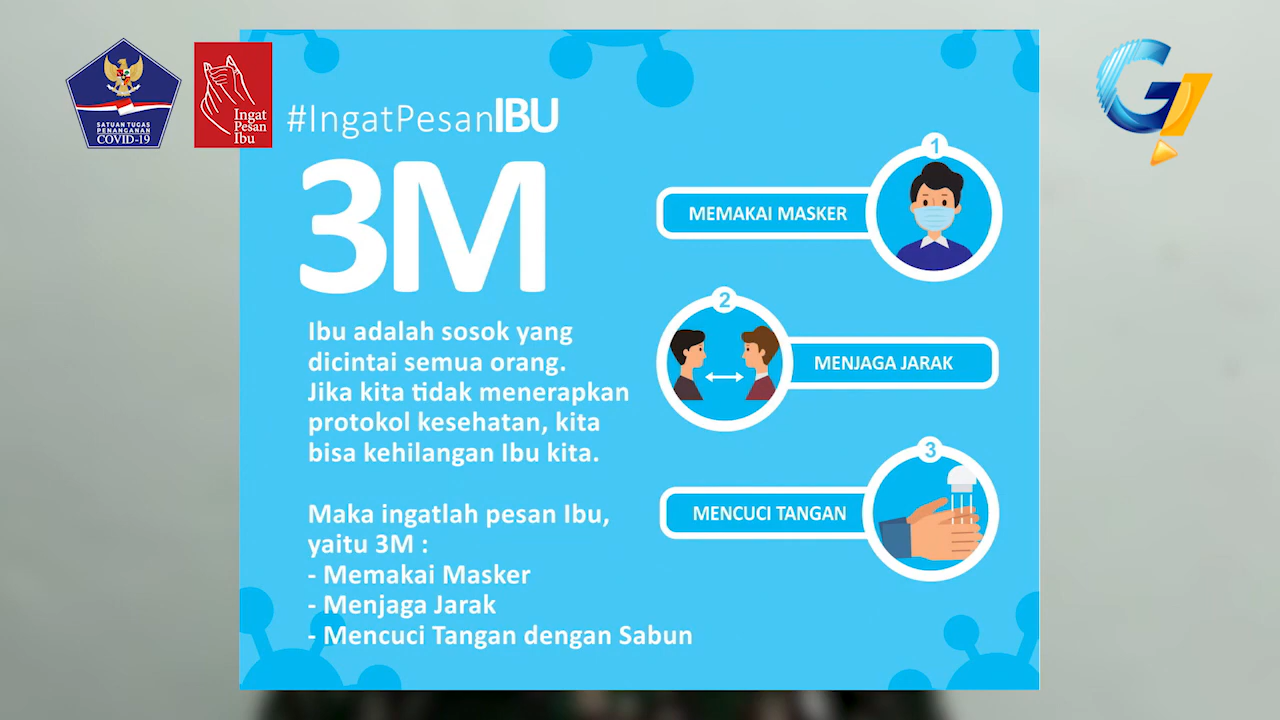 SATUAN TUGAS
PENANGANAN
COVID-19
Ingat
Pesan
Ibu
#IngatPesanIBU
3M
Ibu adalah sosok yang
dicintai semua orang.
Jika kita tidak menerapkan
protokol kesehatan, kita
bisa kehilangan Ibu kita.
Maka ingatlah pesan Ibu,
yaitu 3M :
- Memakai Masker
- Menjaga Jarak
- Mencuci Tangan dengan Sabun
1
MEMAKAI MASKER
2
MENJAGA JARAK
3
MENCUCI TANGAN